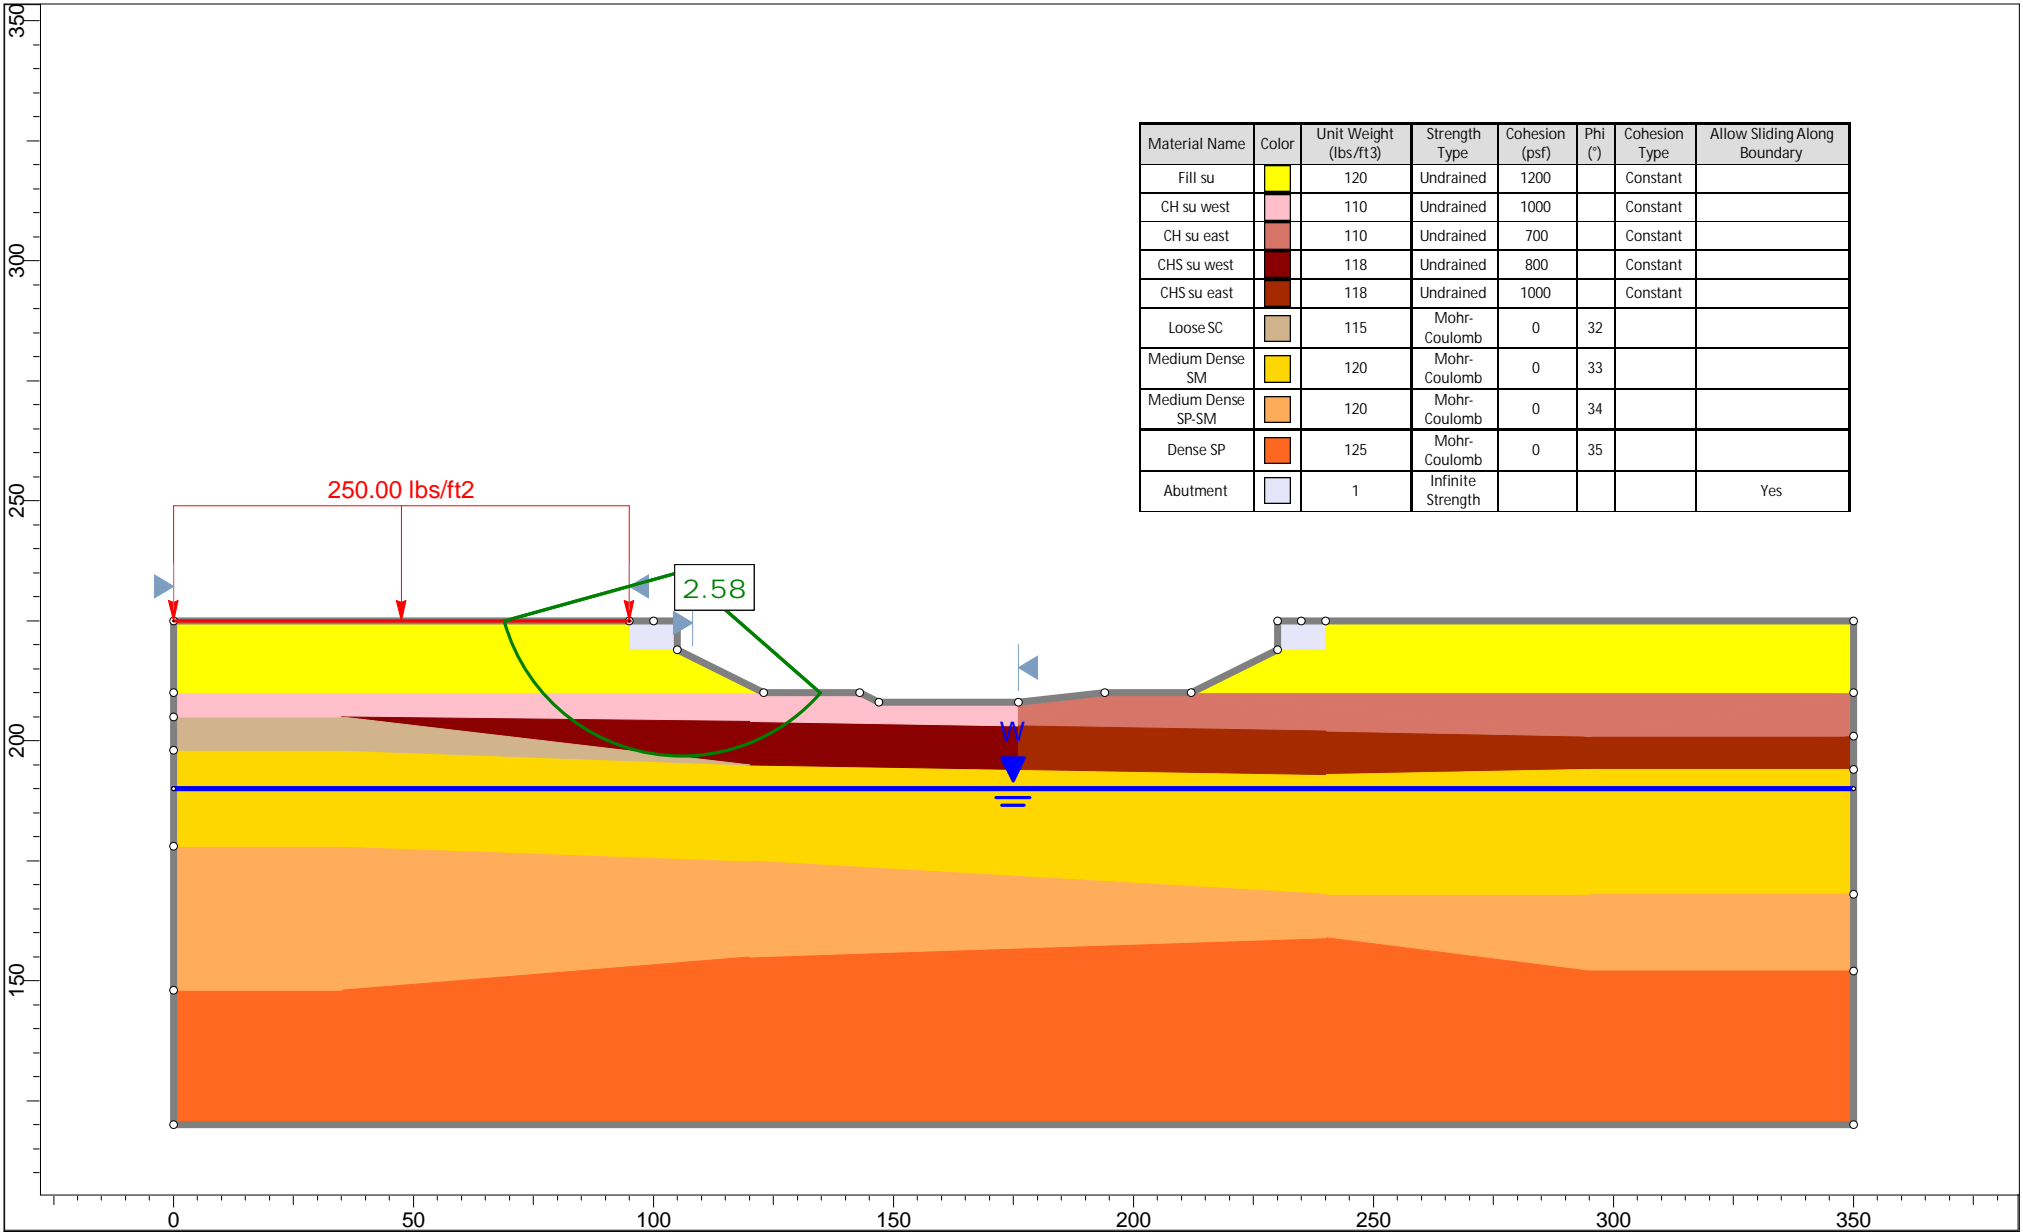 350
300
250
200
150
Material Name Color Unit Weight (lbs/ft3) Strength Type Cohesion (psf) Phi (°) Cohesion Type Allow Sliding Along Boundary
Fill su 120 Undrained 1200 Constant
CH su west 110 Undrained 1000 Constant
CH su east 110 Undrained 700 Constant
CHS su west 118 Undrained 800 Constant
CHS su east 118 Undrained 1000 Constant
Loose SC 115 Mohr-Coulomb 0 32
Medium Dense SM 120 Mohr-Coulomb 0 33
Medium Dense SP-SM 120 Mohr-Coulomb 0 34
Dense SP 125 Mohr-Coulomb 0 35
Abutment 1 Infinite Strength Yes
250.00 lbs/ft2
2.58
W
0 50 100 150 200 250 300 350